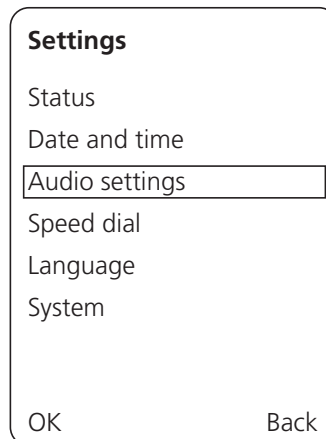 Settings
Status
Date and time
Audio settings
Speed dial
Language
System
OK Back